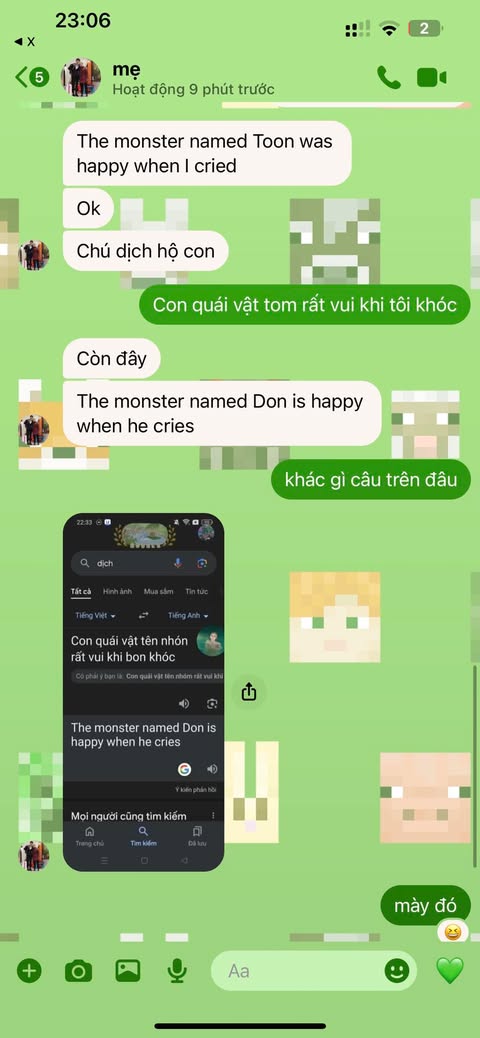 23:06
2
X
5
mẹ
Hoạt động 9 phút trước
The monster named Toon was
happy when I cried
Ok
Chú dịch hộ con
Con quái vật tom rất vui khi tôi khóc
Còn đây
The monster named Don is happy
when he cries
khác gì câu trên đâu
22:33
dịch
Tất cả Hình ảnh Mua sắm Tin tức
Tiếng Việt Tiếng Anh
Con quái vật tên nhón
rất vui khi bon khóc
Có phải ý bạn là: Con quái vật tên nhóm rất vui khi
The monster named Don is
happy when he cries
Ý kiến phản hồi
Mọi người cũng tìm kiếm
Trang chủ Tìm kiếm Đã lưu
mày đó
Aa